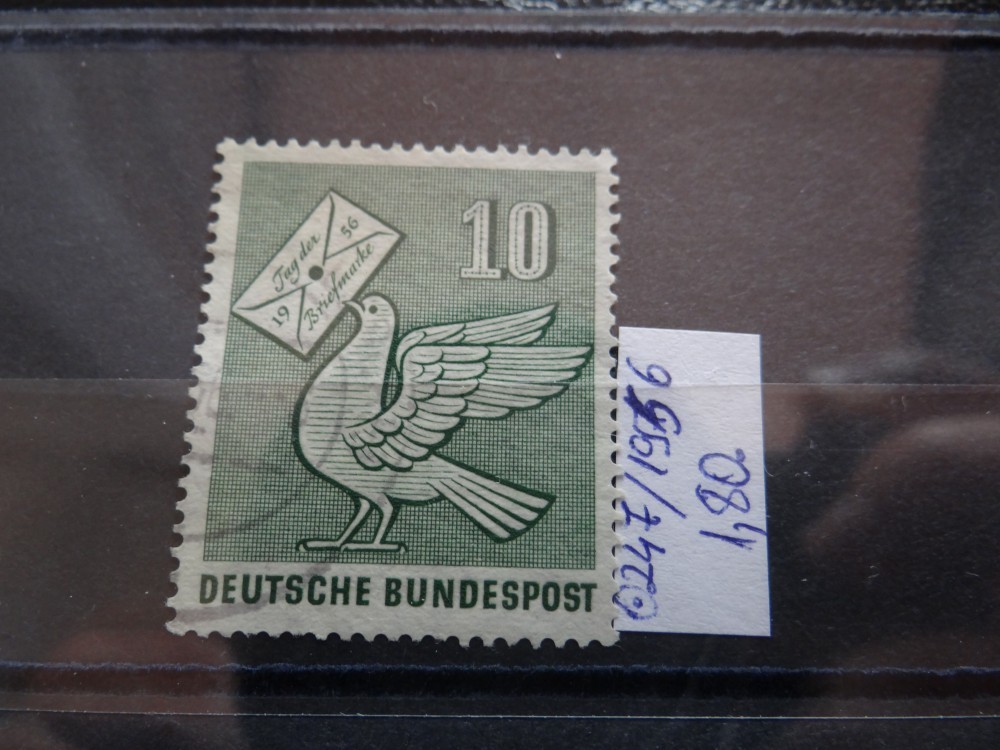 19 Tag der 56
Briefmarke
10
DEUTSCHE BUNDESPOST
⊙247/1956
1,80